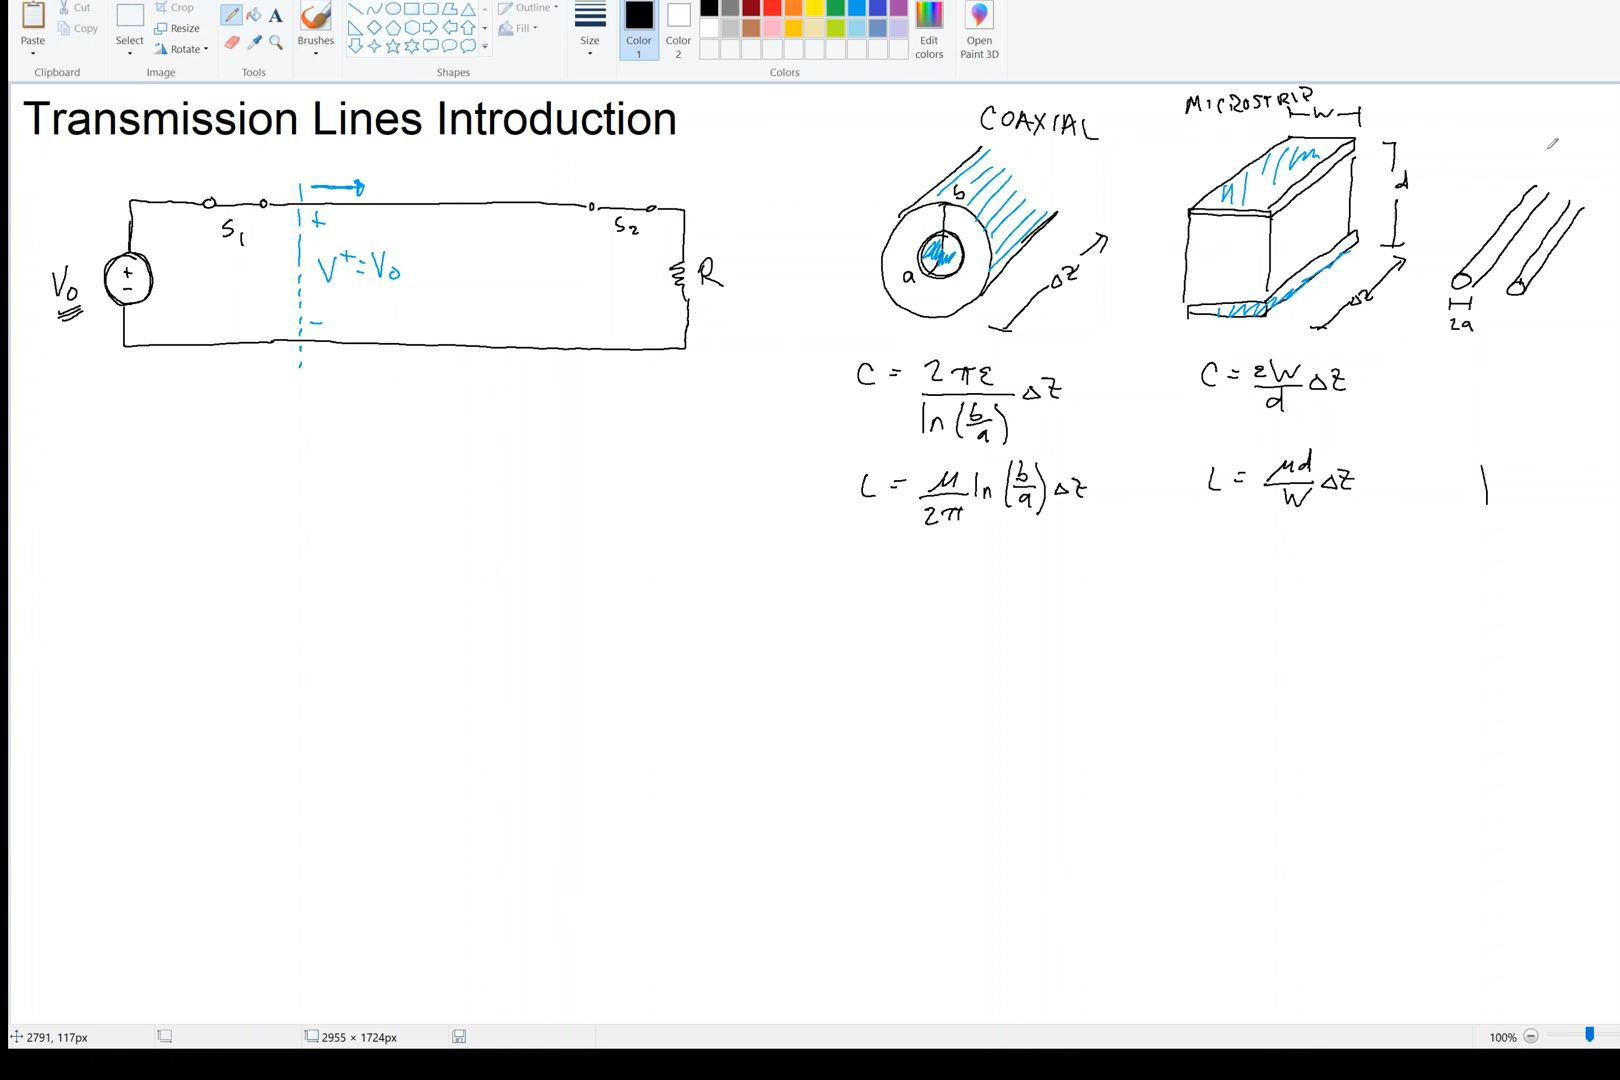 Paste
Cut
Copy
Clipboard
Select
Crop
Resize
Rotate
Image
A
Tools
Brushes
Outline
Fill
Shapes
Size
Color 1
Color 2
Edit colors
Colors
Open Paint 3D
Transmission Lines Introduction
S1
S2
V0
+
-
+
V+ = V0
-
R
COAXIAL
b
a
ΔZ
C = 2πε / ln(b/a) ΔZ
L = μ/2π ln(b/a) ΔZ
MICROSTRIP
W
d
ΔZ
C = εW/d ΔZ
L = μd/W ΔZ
2a
2791, 117px
2955 × 1724px
100%